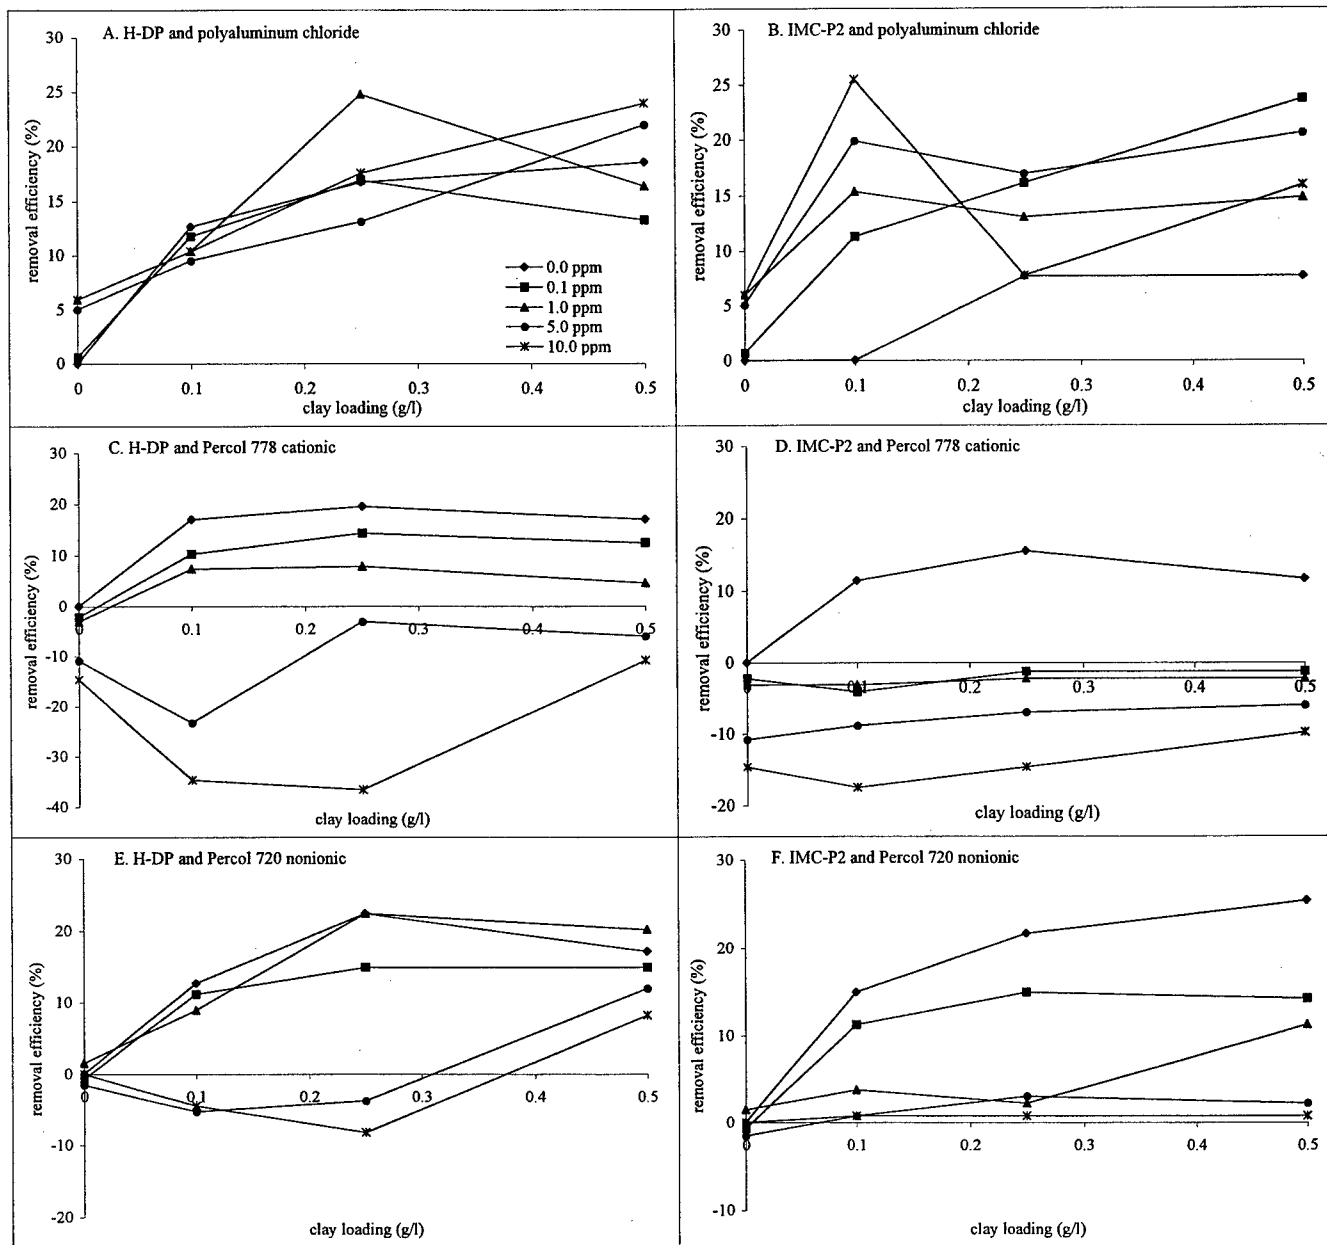 A. H-DP and polyaluminum chloride
30
25
20
15
10
5
0
removal efficiency (%)
0.0 ppm
0.1 ppm
1.0 ppm
5.0 ppm
10.0 ppm
0 0.1 0.2 0.3 0.4 0.5
clay loading (g/l)
B. IMC-P2 and polyaluminum chloride
30
25
20
15
10
5
0
removal efficiency (%)
0 0.1 0.2 0.3 0.4 0.5
clay loading (g/l)
C. H-DP and Percol 778 cationic
30
20
10
0
-10
-20
-30
-40
removal efficiency (%)
0 0.1 0.2 0.3 0.4 0.5
clay loading (g/l)
D. IMC-P2 and Percol 778 cationic
30
20
10
0
-10
-20
removal efficiency (%)
0 0.1 0.2 0.3 0.4 0.5
clay loading (g/l)
E. H-DP and Percol 720 nonionic
30
20
10
0
-10
-20
removal efficiency (%)
0 0.1 0.2 0.3 0.4 0.5
clay loading (g/l)
F. IMC-P2 and Percol 720 nonionic
30
20
10
0
-10
removal efficiency (%)
0 0.1 0.2 0.3 0.4 0.5
clay loading (g/l)